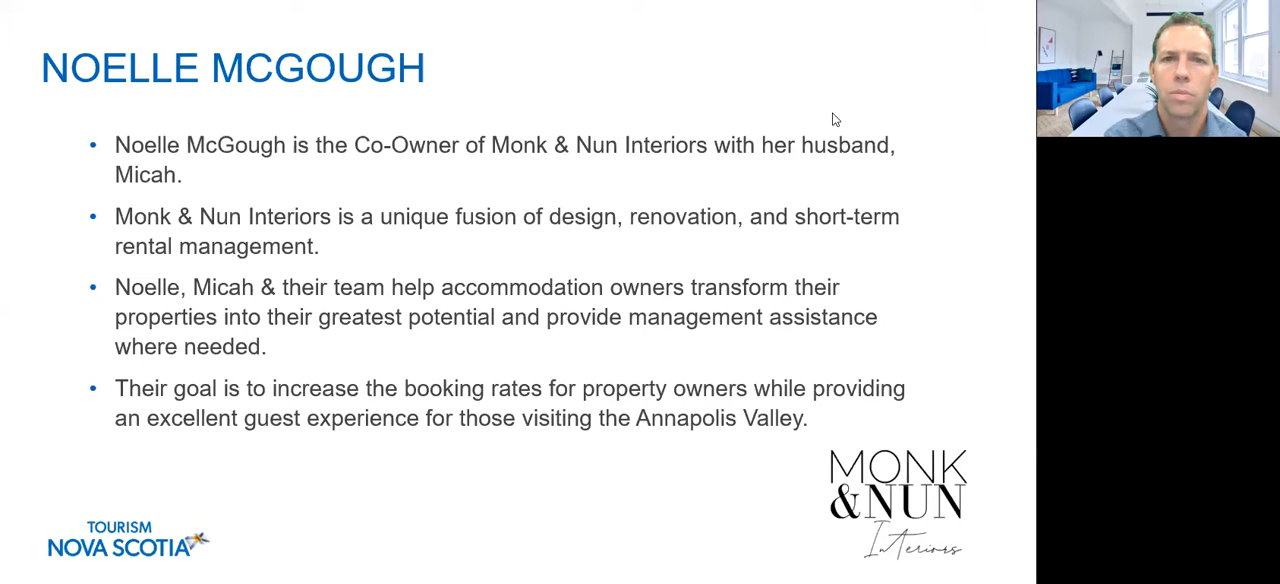 NOELLE MCGOUGH
• Noelle McGough is the Co-Owner of Monk & Nun Interiors with her husband,
Micah.
• Monk & Nun Interiors is a unique fusion of design, renovation, and short-term
rental management.
• Noelle, Micah & their team help accommodation owners transform their
properties into their greatest potential and provide management assistance
where needed.
• Their goal is to increase the booking rates for property owners while providing
an excellent guest experience for those visiting the Annapolis Valley.
MONK
&NUN
Interiors
TOURISM
NOVA SCOTIA